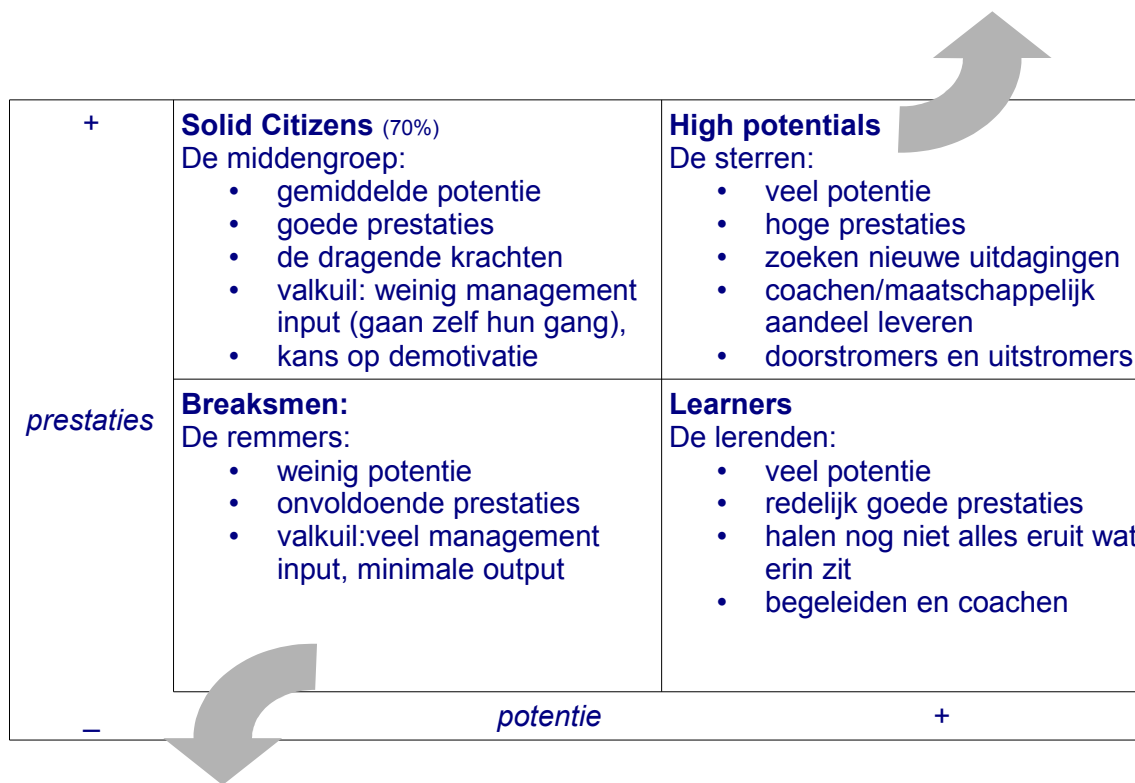 +
Solid Citizens (70%)
De middengroep:
• gemiddelde potentie
• goede prestaties
• de dragende krachten
• valkuil: weinig management
input (gaan zelf hun gang),
• kans op demotivatie
High potentials
De sterren:
• veel potentie
• hoge prestaties
• zoeken nieuwe uitdagingen
• coachen/maatschappelijk
aandeel leveren
• doorstromers en uitstromers
prestaties
Breaksmen:
De remmers:
• weinig potentie
• onvoldoende prestaties
• valkuil:veel management
input, minimale output
Learners
De lerenden:
• veel potentie
• redelijk goede prestaties
• halen nog niet alles eruit wat
erin zit
• begeleiden en coachen
_
potentie
+